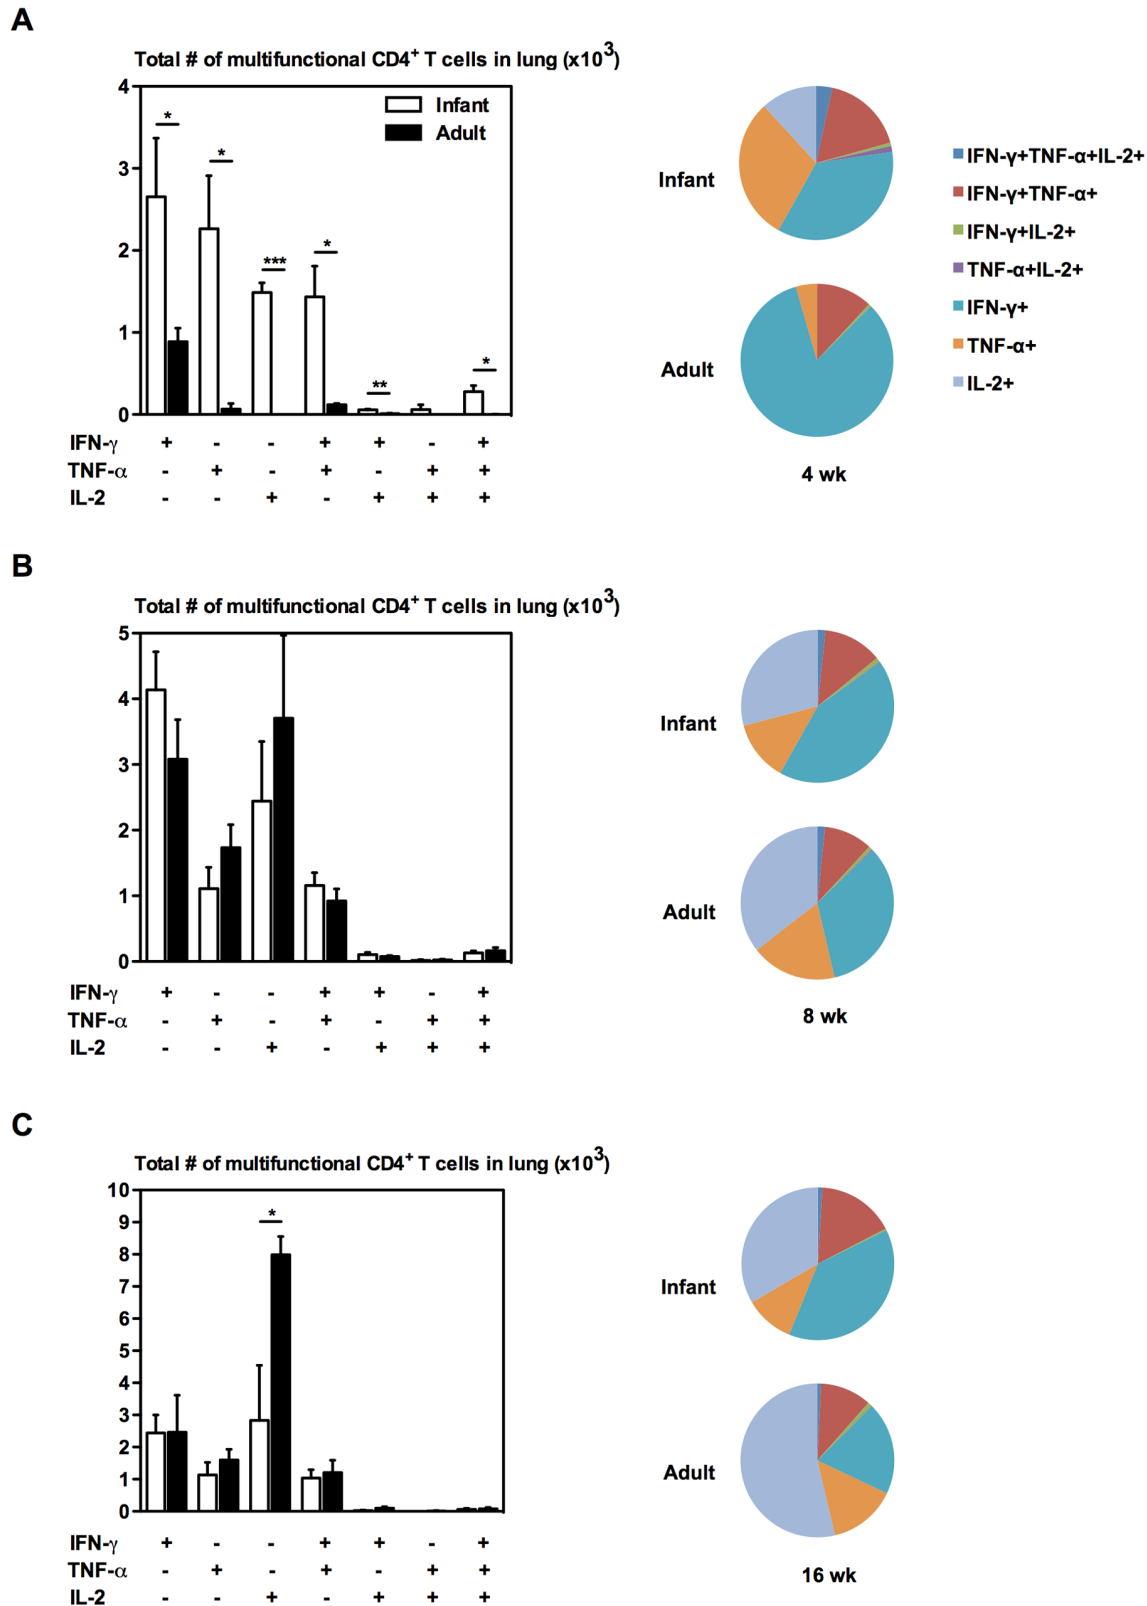 A
Total # of multifunctional CD4⁺ T cells in lung (x10³)
4
3
2
1
0
Infant
Adult
*
*
***
*
**
*
IFN-γ + - - + + - +
TNF-α - + - + - + +
IL-2 - - + - + + +
Infant
Adult
4 wk
IFN-γ+TNF-α+IL-2+
IFN-γ+TNF-α+
IFN-γ+IL-2+
TNF-α+IL-2+
IFN-γ+
TNF-α+
IL-2+
B
Total # of multifunctional CD4⁺ T cells in lung (x10³)
5
4
3
2
1
0
IFN-γ + - - + + - +
TNF-α - + - + - + +
IL-2 - - + - + + +
Infant
Adult
8 wk
C
Total # of multifunctional CD4⁺ T cells in lung (x10³)
10
9
8
7
6
5
4
3
2
1
0
*
IFN-γ + - - + + - +
TNF-α - + - + - + +
IL-2 - - + - + + +
Infant
Adult
16 wk